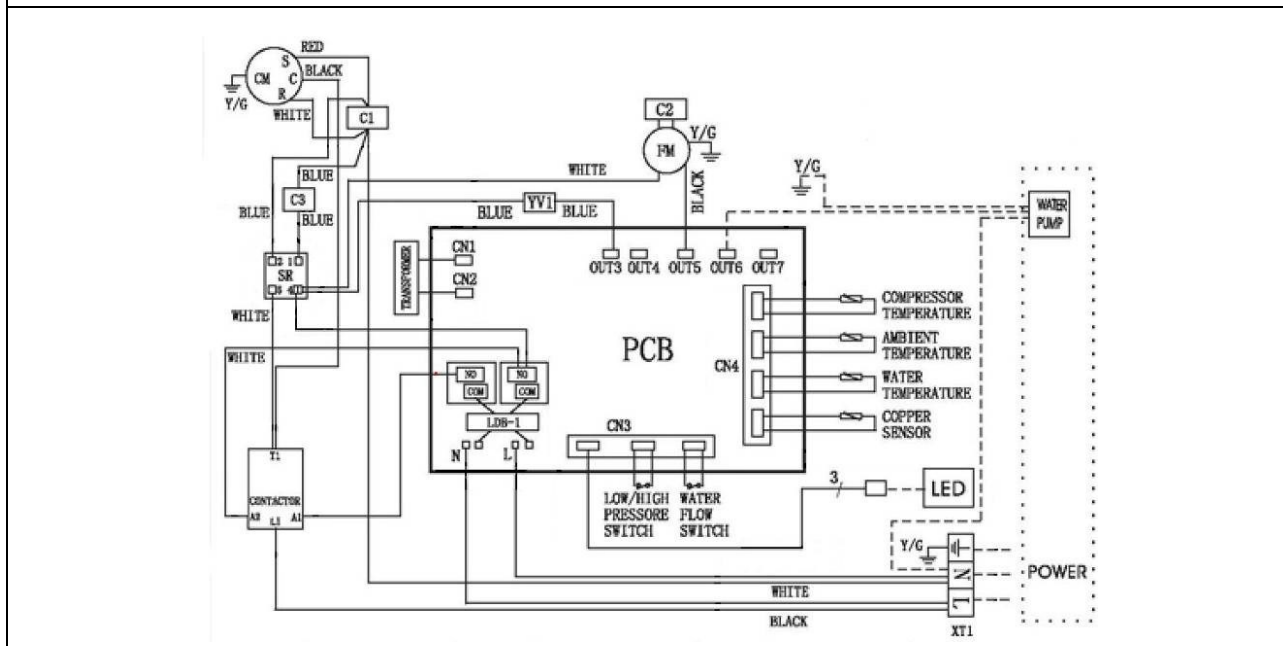 RED
S
CM
C
BLACK
R
Y/G
WHITE
C1
C2
Y/G
FM
WHITE
BLACK
BLUE
C3
BLUE
BLUE
BLUE
YV1
BLUE
2 1
SR
3 4
WHITE
WHITE
TRANSFORMER
CN1
CN2
OUT3
OUT4
OUT5
OUT6
OUT7
Y/G
WATER
PUMP
PCB
CN4
COMPRESSOR
TEMPERATURE
AMBIENT
TEMPERATURE
WATER
TEMPERATURE
COPPER
SENSOR
NO
COM
NO
COM
LDB-1
N
L
CN3
LOW/HIGH
PRESSORE
SWITCH
WATER
FLOW
SWITCH
3
LED
Y1
CONTACTOR
A2
L1
A1
Y/G
N
L
XT1
WHITE
BLACK
POWER